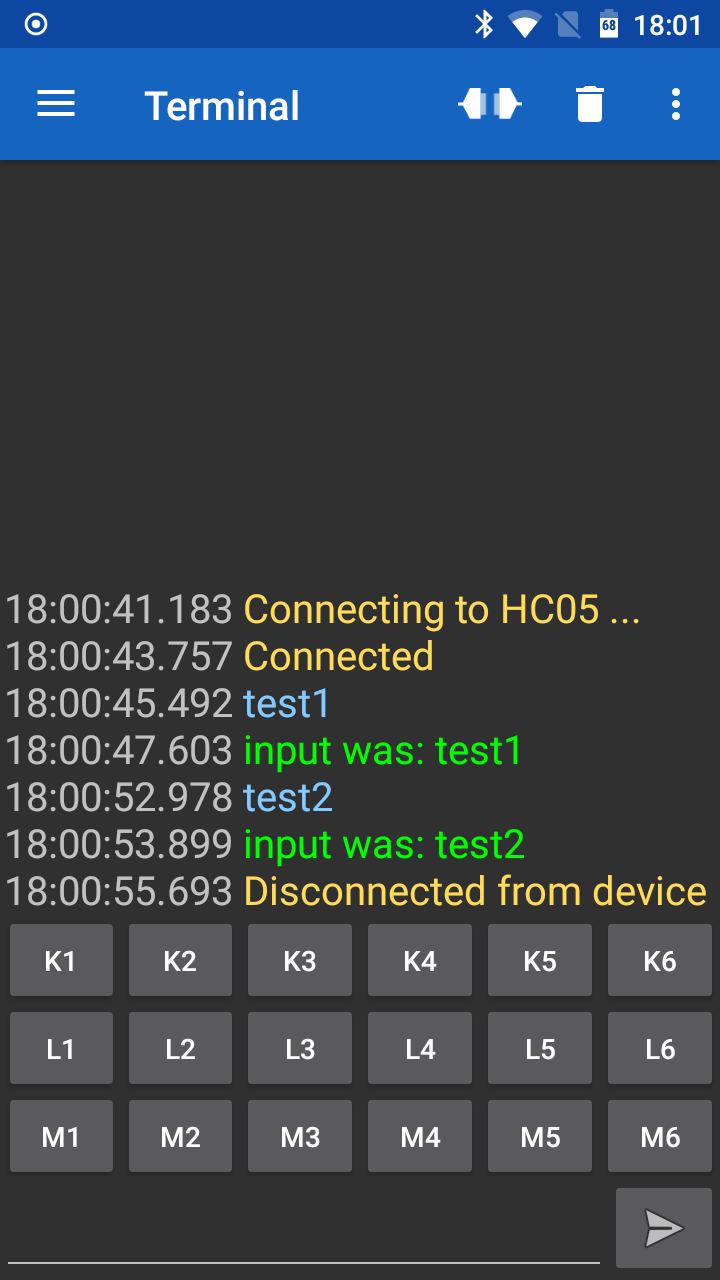 68 18:01
Terminal
18:00:41.183 Connecting to HC05 ...
18:00:43.757 Connected
18:00:45.492 test1
18:00:47.603 input was: test1
18:00:52.978 test2
18:00:53.899 input was: test2
18:00:55.693 Disconnected from device
K1 K2 K3 K4 K5 K6
L1 L2 L3 L4 L5 L6
M1 M2 M3 M4 M5 M6